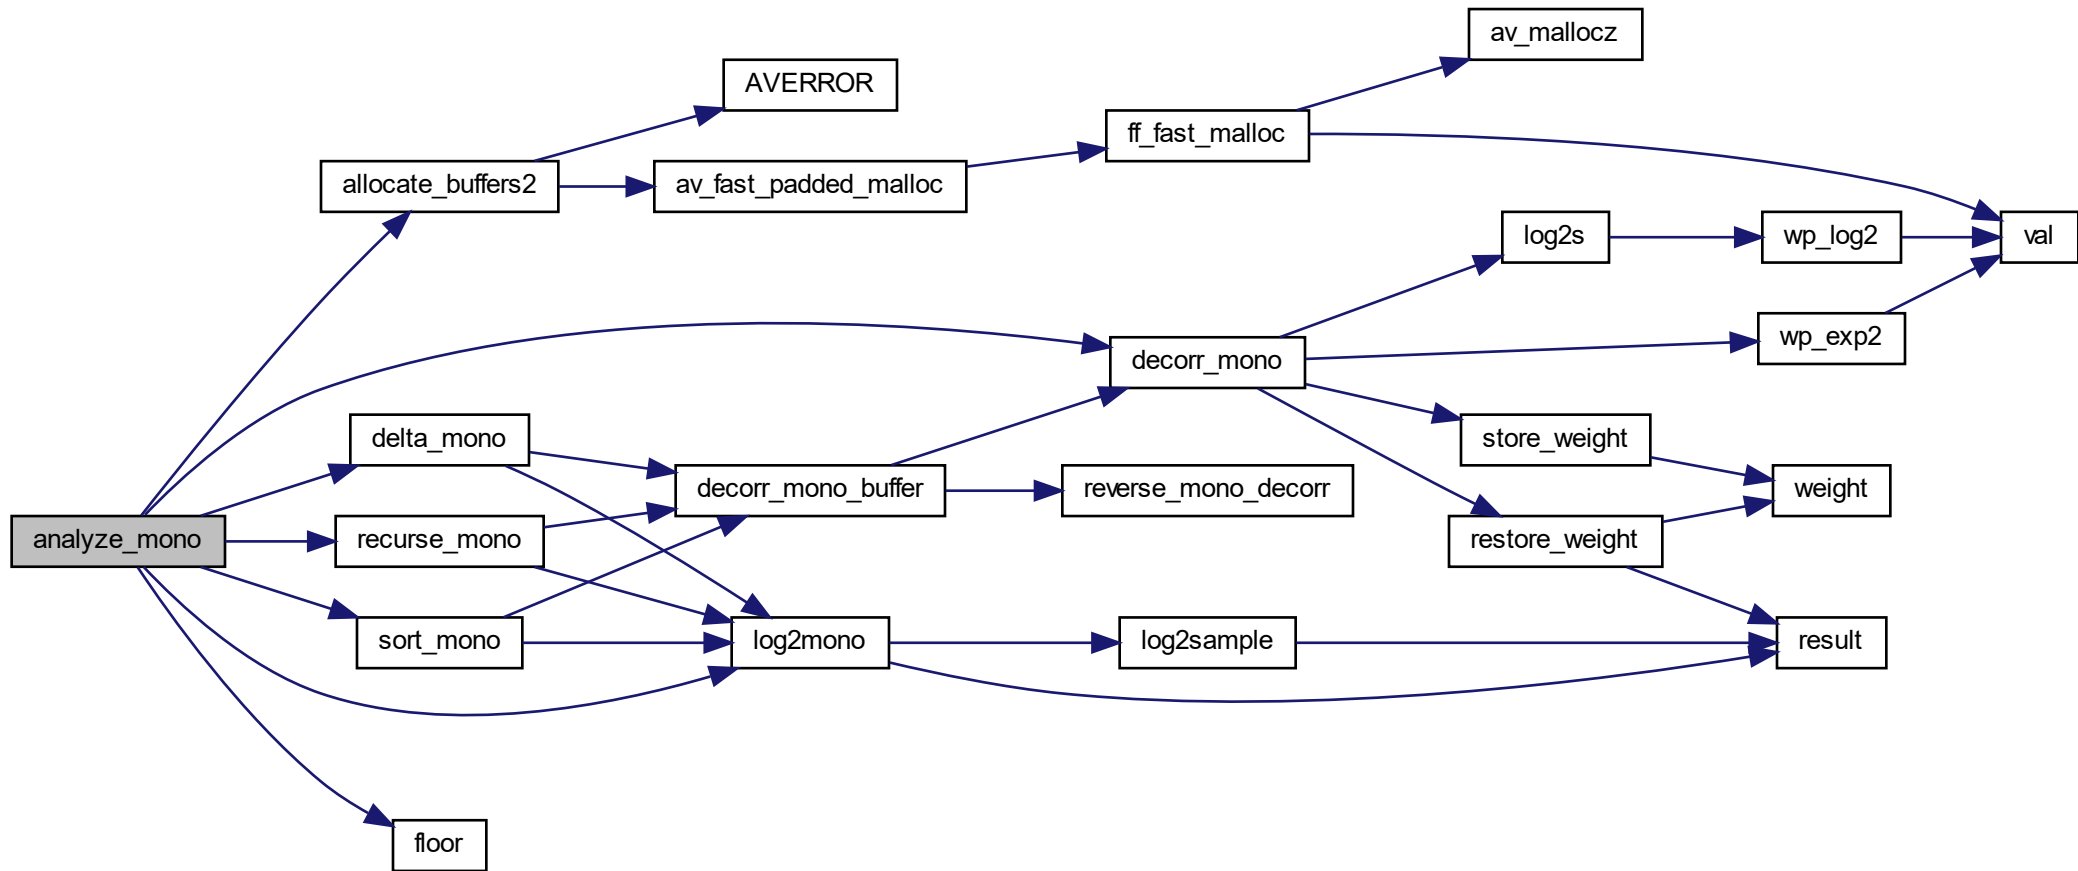 av_mallocz
AVERROR
ff_fast_malloc
allocate_buffers2
av_fast_padded_malloc
log2s
wp_log2
val
wp_exp2
decorr_mono
delta_mono
store_weight
decorr_mono_buffer
reverse_mono_decorr
weight
analyze_mono
recurse_mono
restore_weight
sort_mono
log2mono
log2sample
result
floor